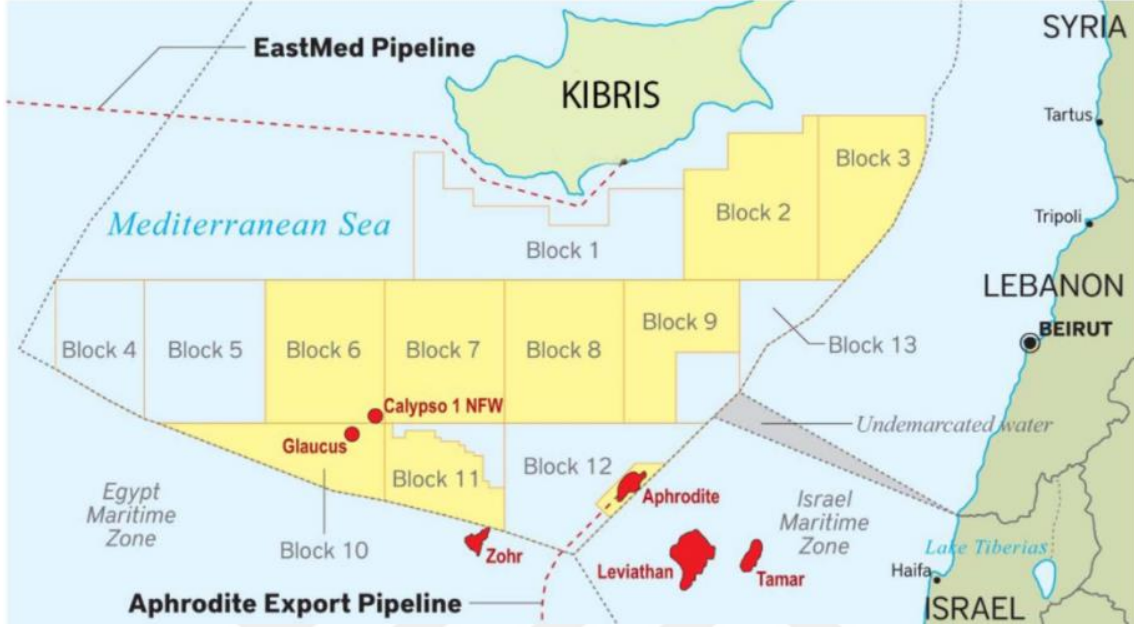 SYRIA
EastMed Pipeline
KIBRIS
Tartus
Block 3
Mediterranean Sea
Block 2
Tripoli
Block 1
LEBANON
Block 4
Block 5
Block 6
Block 7
Block 8
Block 9
Block 13
BEIRUT
Calypso 1 NFW
Glaucus
Undemarcated water
Block 11
Block 12
Aphrodite
Egypt
Maritime
Zone
Israel
Maritime
Zone
Block 10
Zohr
Leviathan
Tamar
Lake Tiberias
Haifa
Aphrodite Export Pipeline
ISRAEL